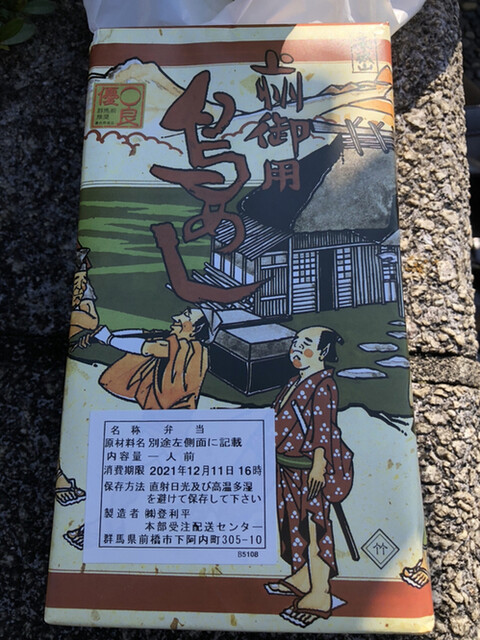 上州御用
鳥めし
優良
名称 弁当
原材料名 別途左側面に記載
内容量 一人前
消費期限 2021年12月11日 16時
保存方法 直射日光及び高温多湿
を避けて保存して下さい
製造者 ㈱登利平
本部受注配送センター
群馬県前橋市下阿内町305-10
B5108
竹